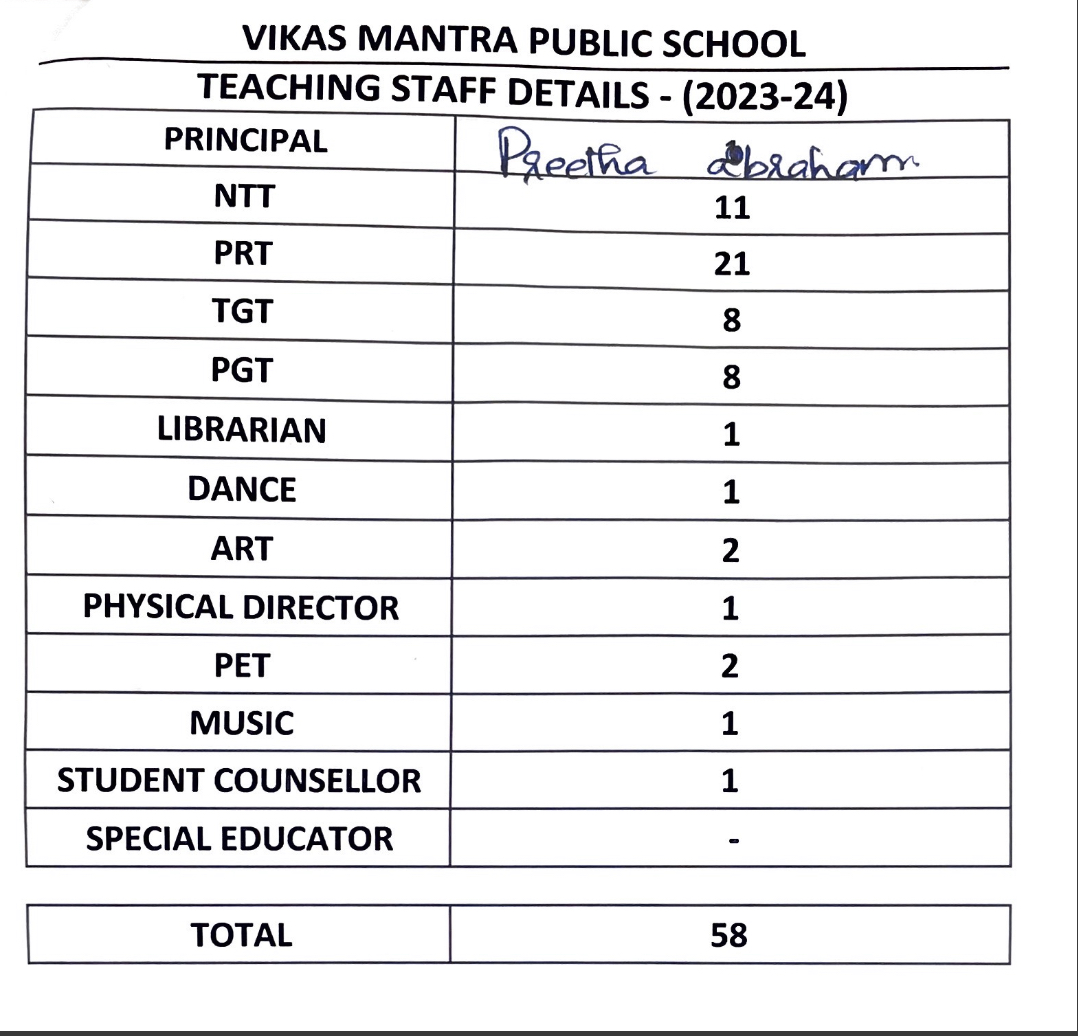 VIKAS MANTRA PUBLIC SCHOOL
TEACHING STAFF DETAILS - (2023-24)
PRINCIPAL Preetha Abraham
NTT 11
PRT 21
TGT 8
PGT 8
LIBRARIAN 1
DANCE 1
ART 2
PHYSICAL DIRECTOR 1
PET 2
MUSIC 1
STUDENT COUNSELLOR 1
SPECIAL EDUCATOR -
TOTAL 58